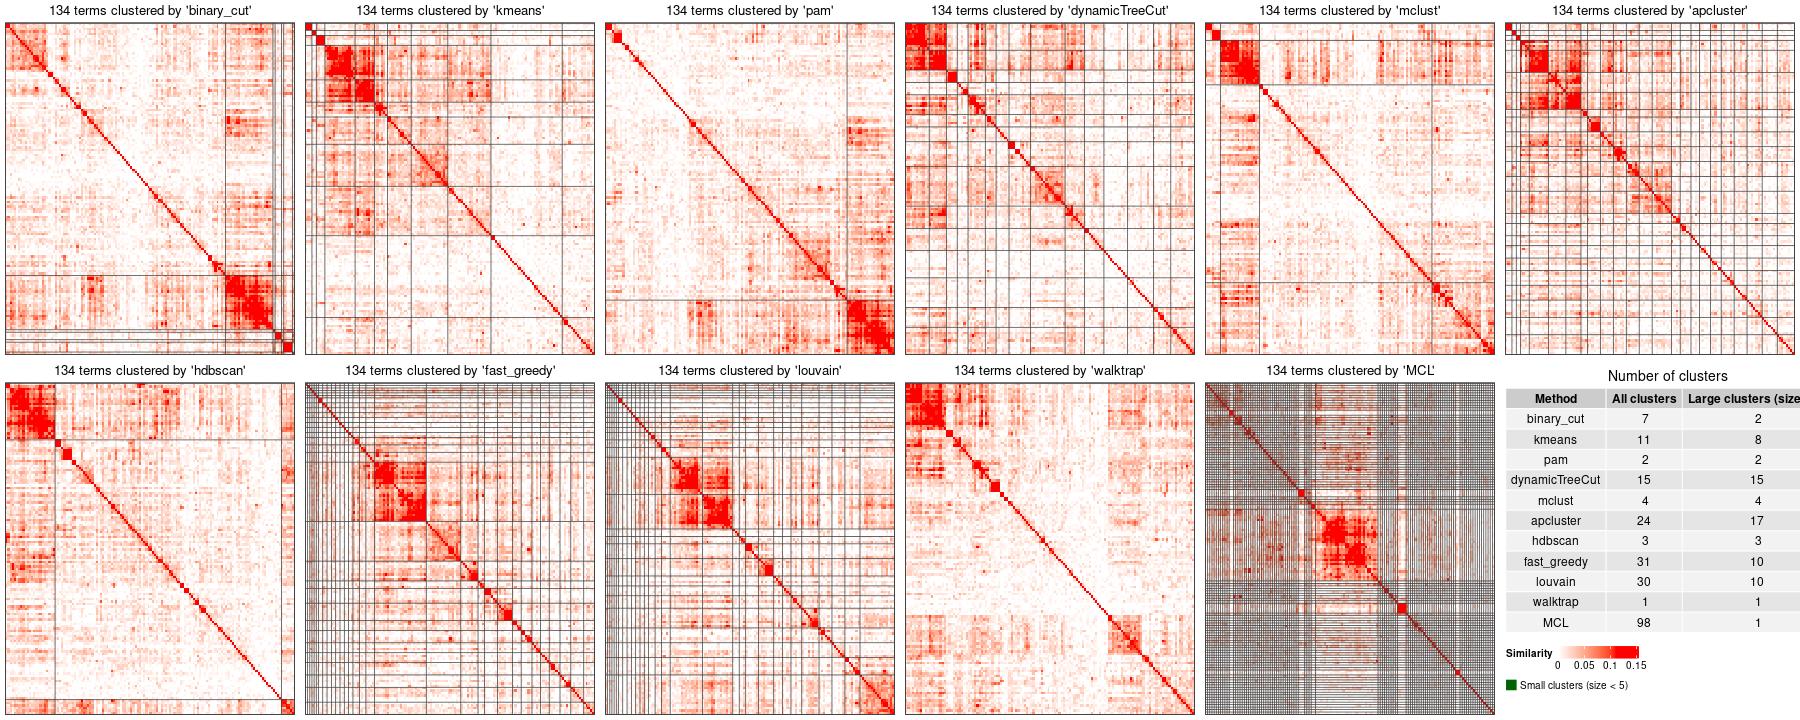 134 terms clustered by 'binary_cut'
134 terms clustered by 'kmeans'
134 terms clustered by 'pam'
134 terms clustered by 'dynamicTreeCut'
134 terms clustered by 'mclust'
134 terms clustered by 'apcluster'
134 terms clustered by 'hdbscan'
134 terms clustered by 'fast_greedy'
134 terms clustered by 'louvain'
134 terms clustered by 'walktrap'
134 terms clustered by 'MCL'
Number of clusters
Method All clusters Large clusters (size
binary_cut 7 2
kmeans 11 8
pam 2 2
dynamicTreeCut 15 15
mclust 4 4
apcluster 24 17
hdbscan 3 3
fast_greedy 31 10
louvain 30 10
walktrap 1 1
MCL 98 1
Similarity
0 0.05 0.1 0.15
Small clusters (size < 5)